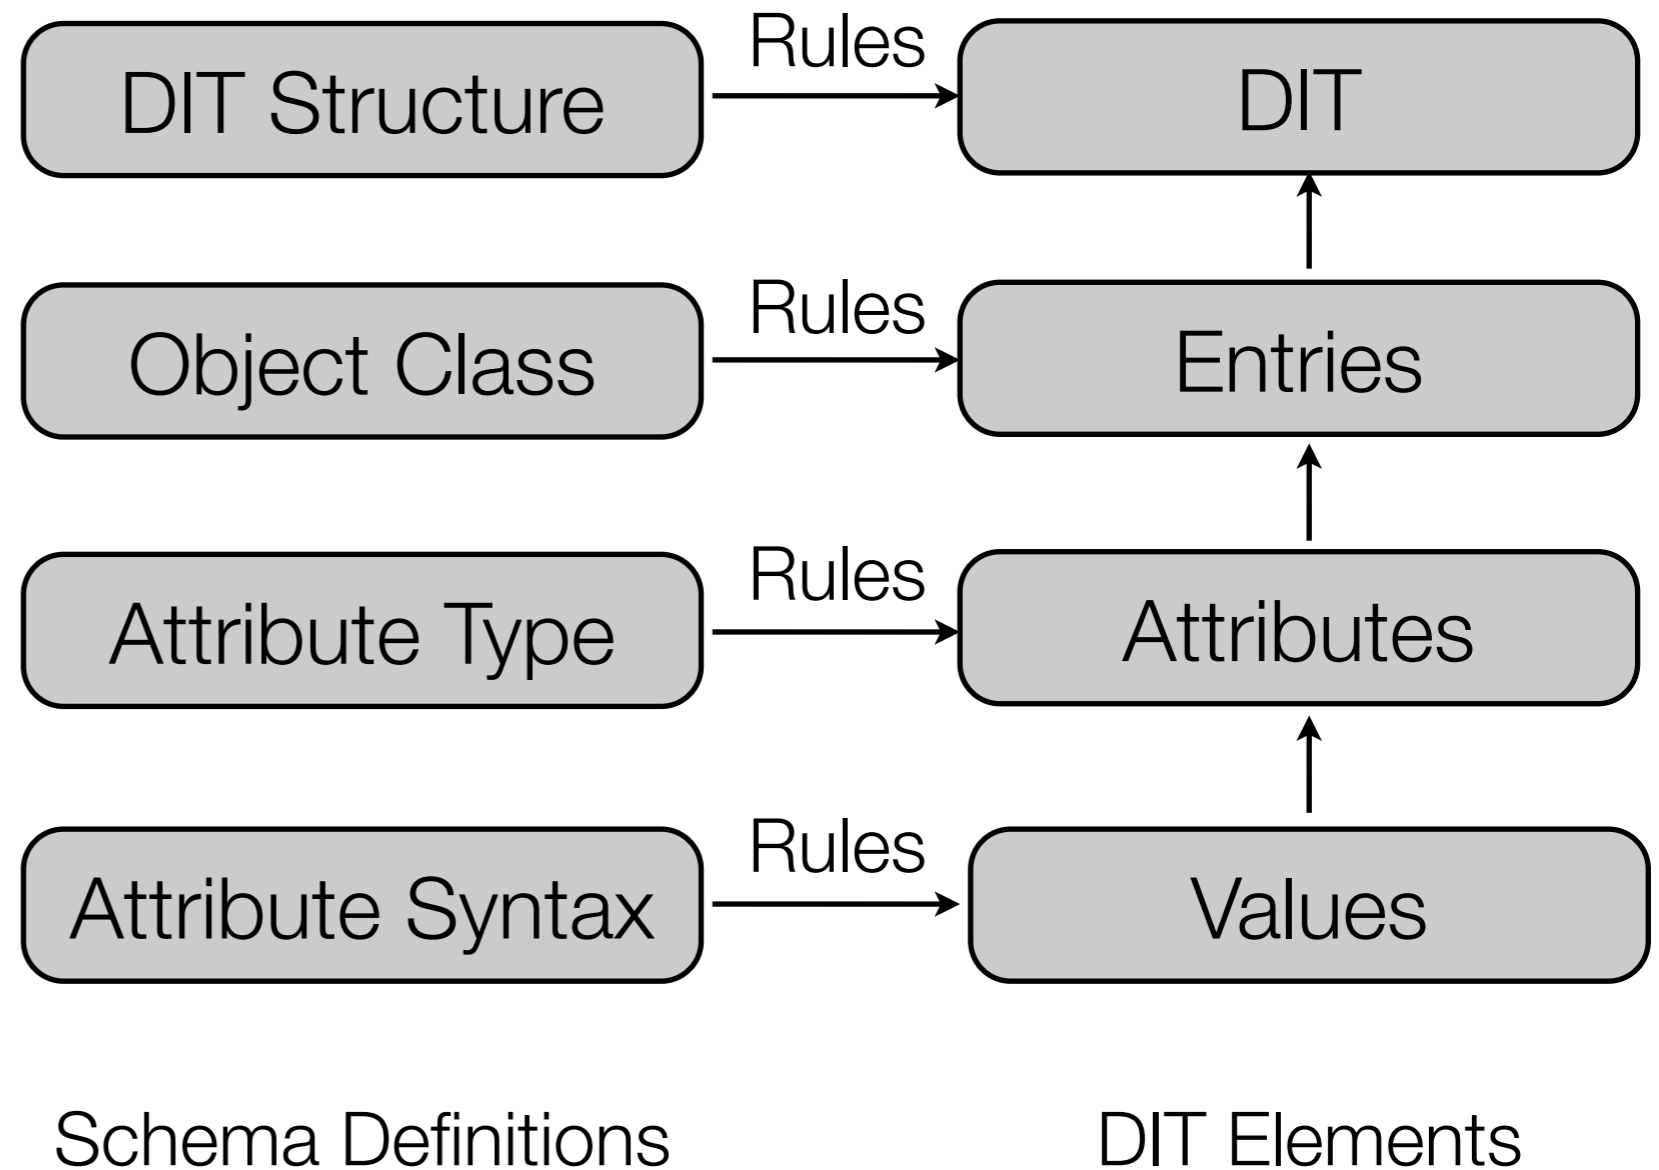 DIT Structure
Rules
DIT
Object Class
Rules
Entries
Attribute Type
Rules
Attributes
Attribute Syntax
Rules
Values
Schema Definitions
DIT Elements